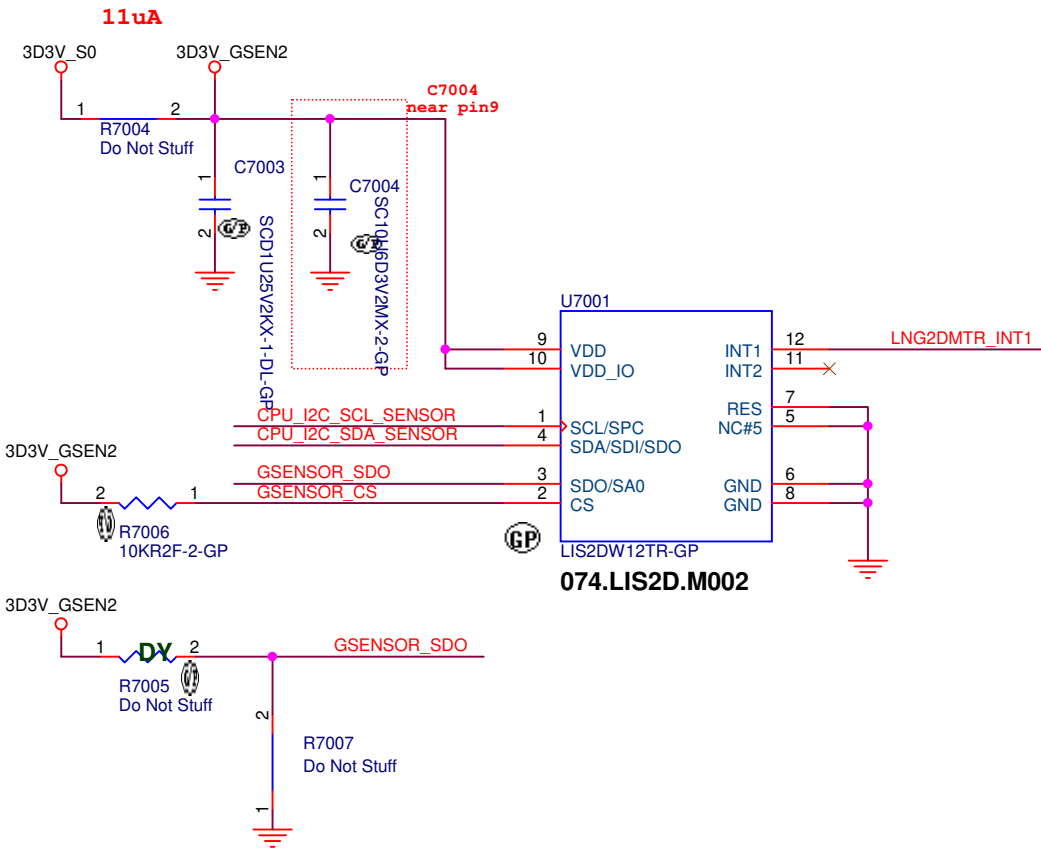 11uA
3D3V_S0
3D3V_GSEN2
1
2
R7004
Do Not Stuff
C7004
near pin9
1
C7003
2
G/P
SCD1U25V2KX-1-DL-GP
1
C7004
2
G/P
SC10U6D3V2MX-2-GP
U7001
9
VDD
10
VDD_IO
CPU_I2C_SCL_SENSOR
1
SCL/SPC
CPU_I2C_SDA_SENSOR
4
SDA/SDI/SDO
GSENSOR_SDO
3
SDO/SA0
GSENSOR_CS
2
CS
INT1
12
LNG2DMTR_INT1
INT2
11
RES
7
NC#5
5
GND
6
GND
8
3D3V_GSEN2
2
1
R7006
10KR2F-2-GP
GP
LIS2DW12TR-GP
074.LIS2D.M002
3D3V_GSEN2
1
DY
2
GSENSOR_SDO
R7005
Do Not Stuff
2
R7007
Do Not Stuff
1